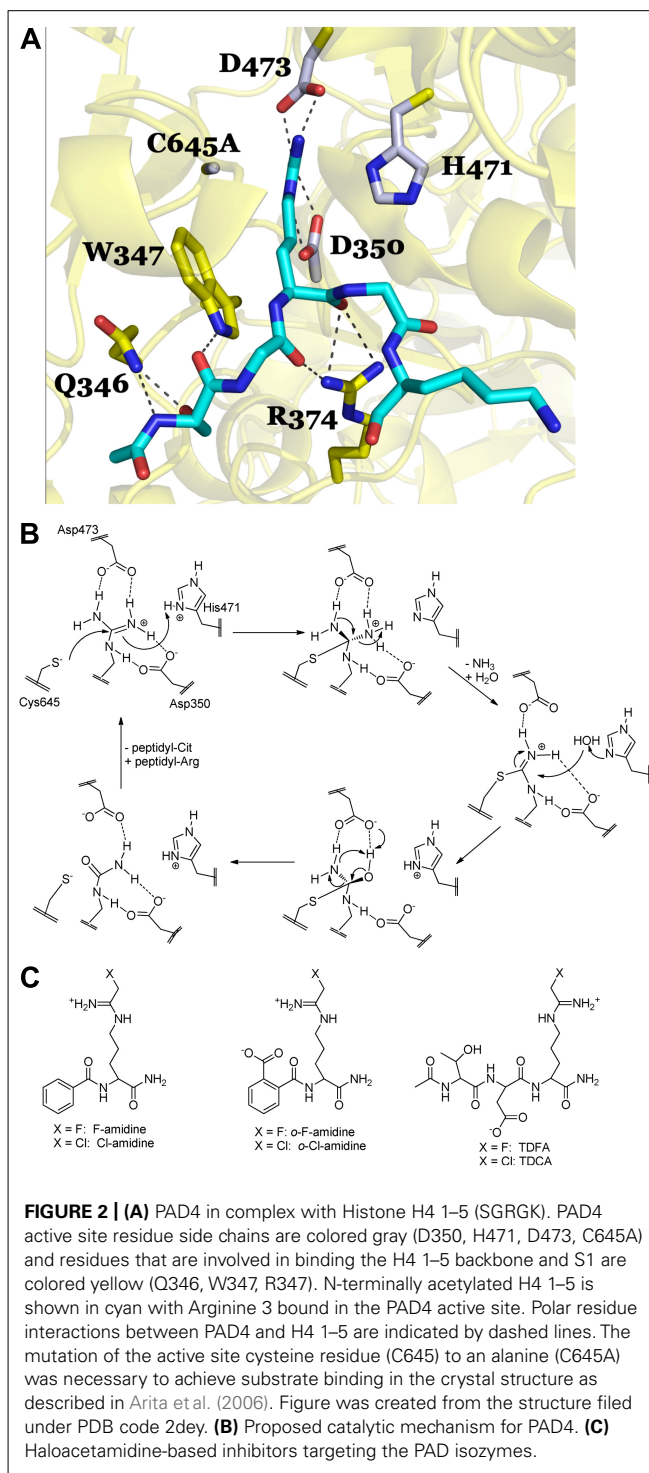 A
D473
C645A
H471
W347
D350
Q346
R374
B
Asp473
His471
Cys645
Asp350
- NH3
+ H2O
- peptidyl-Cit
+ peptidyl-Arg
C
X = F: F-amidine
X = Cl: Cl-amidine
X = F: o-F-amidine
X = Cl: o-Cl-amidine
X = F: TDFA
X = Cl: TDCA
FIGURE 2 | (A) PAD4 in complex with Histone H4 1–5 (SGRGK). PAD4
active site residue side chains are colored gray (D350, H471, D473, C645A)
and residues that are involved in binding the H4 1–5 backbone and S1 are
colored yellow (Q346, W347, R347). N-terminally acetylated H4 1–5 is
shown in cyan with Arginine 3 bound in the PAD4 active site. Polar residue
interactions between PAD4 and H4 1–5 are indicated by dashed lines. The
mutation of the active site cysteine residue (C645) to an alanine (C645A)
was necessary to achieve substrate binding in the crystal structure as
described in Arita et al. (2006). Figure was created from the structure filed
under PDB code 2dey. (B) Proposed catalytic mechanism for PAD4. (C)
Haloacetamidine-based inhibitors targeting the PAD isozymes.